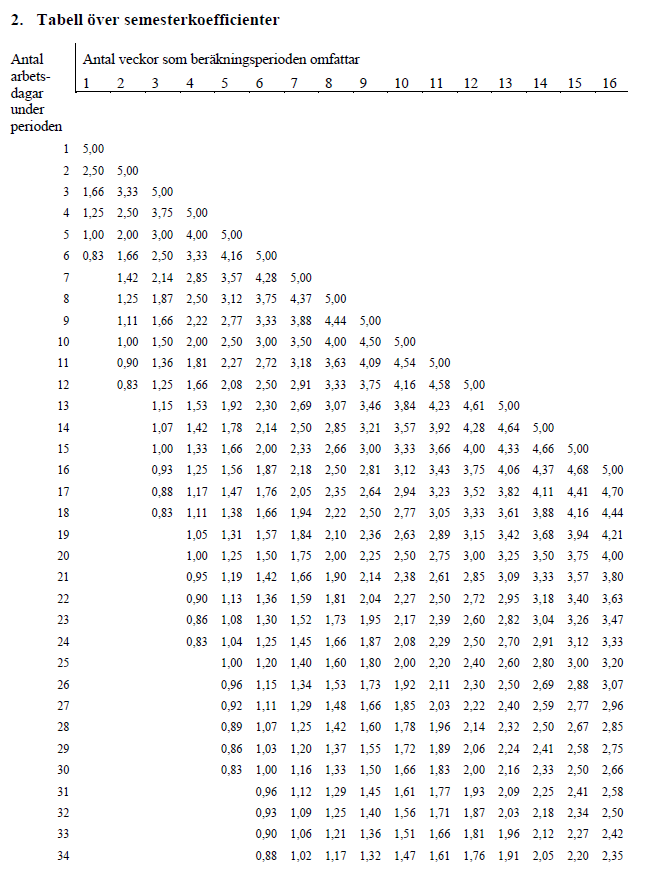 2. Tabell över semesterkoefficienter
Antal
arbets-
dagar
under
perioden
Antal veckor som beräkningsperioden omfattar
1 2 3 4 5 6 7 8 9 10 11 12 13 14 15 16
1 5,00
2 2,50 5,00
3 1,66 3,33 5,00
4 1,25 2,50 3,75 5,00
5 1,00 2,00 3,00 4,00 5,00
6 0,83 1,66 2,50 3,33 4,16 5,00
7 1,42 2,14 2,85 3,57 4,28 5,00
8 1,25 1,87 2,50 3,12 3,75 4,37 5,00
9 1,11 1,66 2,22 2,77 3,33 3,88 4,44 5,00
10 1,00 1,50 2,00 2,50 3,00 3,50 4,00 4,50 5,00
11 0,90 1,36 1,81 2,27 2,72 3,18 3,63 4,09 4,54 5,00
12 0,83 1,25 1,66 2,08 2,50 2,91 3,33 3,75 4,16 4,58 5,00
13 1,15 1,53 1,92 2,30 2,69 3,07 3,46 3,84 4,23 4,61 5,00
14 1,07 1,42 1,78 2,14 2,50 2,85 3,21 3,57 3,92 4,28 4,64 5,00
15 1,00 1,33 1,66 2,00 2,33 2,66 3,00 3,33 3,66 4,00 4,33 4,66 5,00
16 0,93 1,25 1,56 1,87 2,18 2,50 2,81 3,12 3,43 3,75 4,06 4,37 4,68 5,00
17 0,88 1,17 1,47 1,76 2,05 2,35 2,64 2,94 3,23 3,52 3,82 4,11 4,41 4,70
18 0,83 1,11 1,38 1,66 1,94 2,22 2,50 2,77 3,05 3,33 3,61 3,88 4,16 4,44
19 1,05 1,31 1,57 1,84 2,10 2,36 2,63 2,89 3,15 3,42 3,68 3,94 4,21
20 1,00 1,25 1,50 1,75 2,00 2,25 2,50 2,75 3,00 3,25 3,50 3,75 4,00
21 0,95 1,19 1,42 1,66 1,90 2,14 2,38 2,61 2,85 3,09 3,33 3,57 3,80
22 0,90 1,13 1,36 1,59 1,81 2,04 2,27 2,50 2,72 2,95 3,18 3,40 3,63
23 0,86 1,08 1,30 1,52 1,73 1,95 2,17 2,39 2,60 2,82 3,04 3,26 3,47
24 0,83 1,04 1,25 1,45 1,66 1,87 2,08 2,29 2,50 2,70 2,91 3,12 3,33
25 1,00 1,20 1,40 1,60 1,80 2,00 2,20 2,40 2,60 2,80 3,00 3,20
26 0,96 1,15 1,34 1,53 1,73 1,92 2,11 2,30 2,50 2,69 2,88 3,07
27 0,92 1,11 1,29 1,48 1,66 1,85 2,03 2,22 2,40 2,59 2,77 2,96
28 0,89 1,07 1,25 1,42 1,60 1,78 1,96 2,14 2,32 2,50 2,67 2,85
29 0,86 1,03 1,20 1,37 1,55 1,72 1,89 2,06 2,24 2,41 2,58 2,75
30 0,83 1,00 1,16 1,33 1,50 1,66 1,83 2,00 2,16 2,33 2,50 2,66
31 0,96 1,12 1,29 1,45 1,61 1,77 1,93 2,09 2,25 2,41 2,58
32 0,93 1,09 1,25 1,40 1,56 1,71 1,87 2,03 2,18 2,34 2,50
33 0,90 1,06 1,21 1,36 1,51 1,66 1,81 1,96 2,12 2,27 2,42
34 0,88 1,02 1,17 1,32 1,47 1,61 1,76 1,91 2,05 2,20 2,35